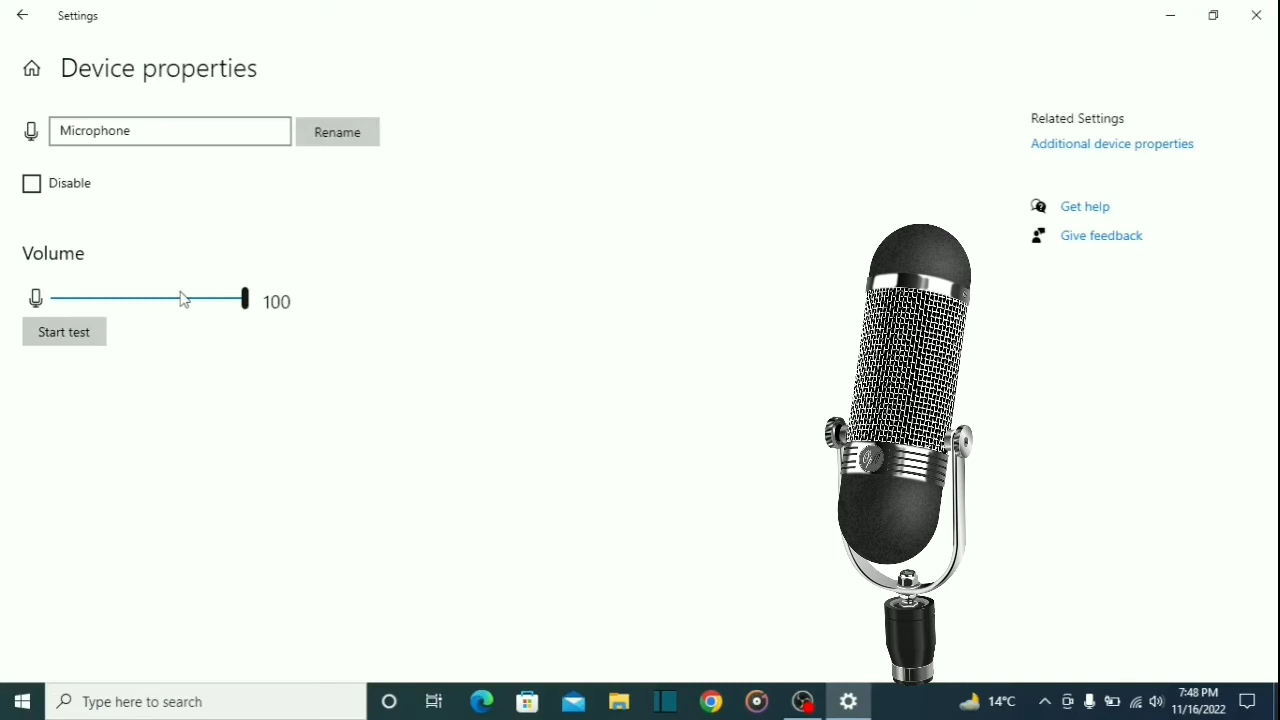 Settings
Device properties
Microphone
Rename
Disable
Volume
100
Start test
Related Settings
Additional device properties
Get help
Give feedback
Type here to search
14°C
7:48 PM
11/16/2022